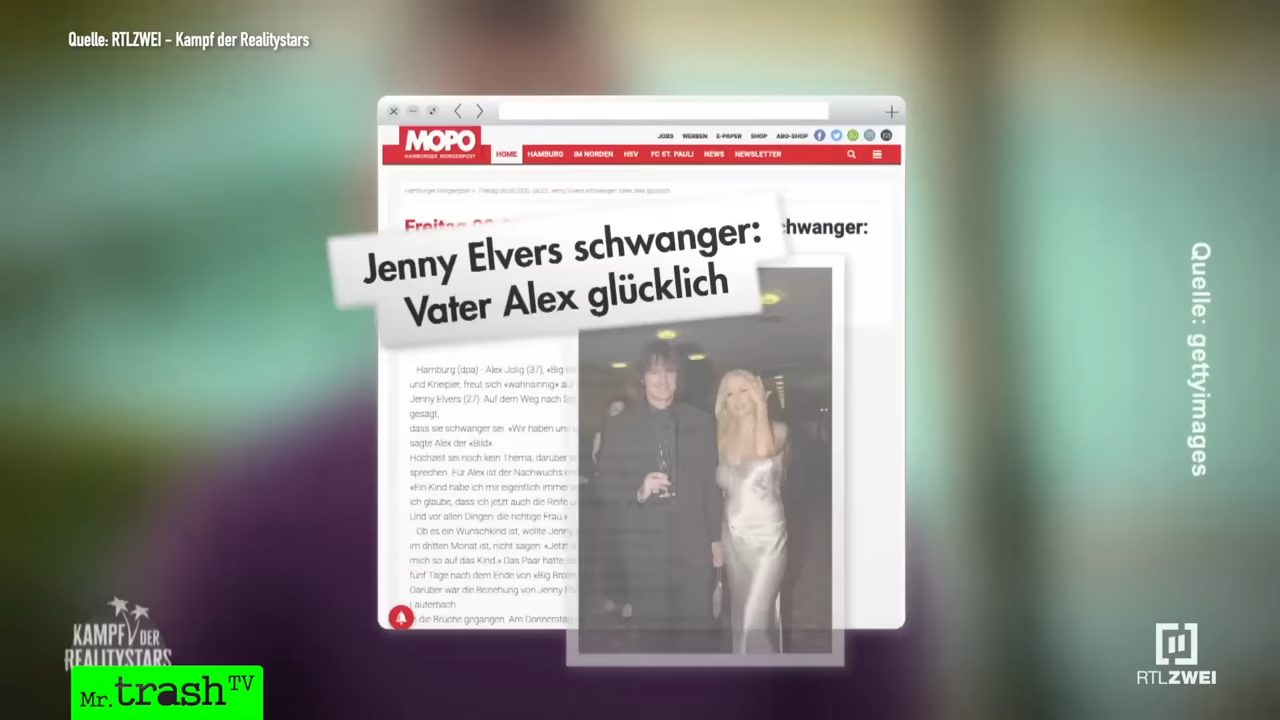 Quelle: RTLZWEI – Kampf der Realitystars
MOPO
HAMBURGER MORGENPOST
JOBS WERBEN E-PAPER SHOP ABO-SHOP
HOME HAMBURG IM NORDEN HSV FC ST. PAULI NEWS NEWSLETTER
Freitag
chwanger:
Jenny Elvers schwanger:
Vater Alex glücklich
Hamburg (dpa) - Alex Jolig (37), «Big
und Kneipier, freut sich «wahnsinnig» au
Jenny Elvers (27). Auf dem Weg nach
gesagt,
dass sie schwanger sei. «Wir haben uns
sagte Alex der «Bild».
Hochzeit sei noch kein Thema, darüber
sprechen. Für Alex ist der Nachwuchs
«Ein Kind habe ich mir eigentlich immer
ich glaube, dass ich jetzt auch die Reife
Und vor allen Dingen: die richtige Frau.»
Ob es ein Wunschkind ist, wollte Jenny
im dritten Monat ist, nicht sagen: «Jetzt
mich so auf das Kind.» Das Paar hatte
fünf Tage nach dem Ende von «Big
Darüber war die Beziehung von Jenny
Lauterbach
die Brüche gegangen. Am Donnerstag
Quelle: gettyimages
KAMPF DER
REALITYSTARS
Mr. trash TV
RTLZWEI